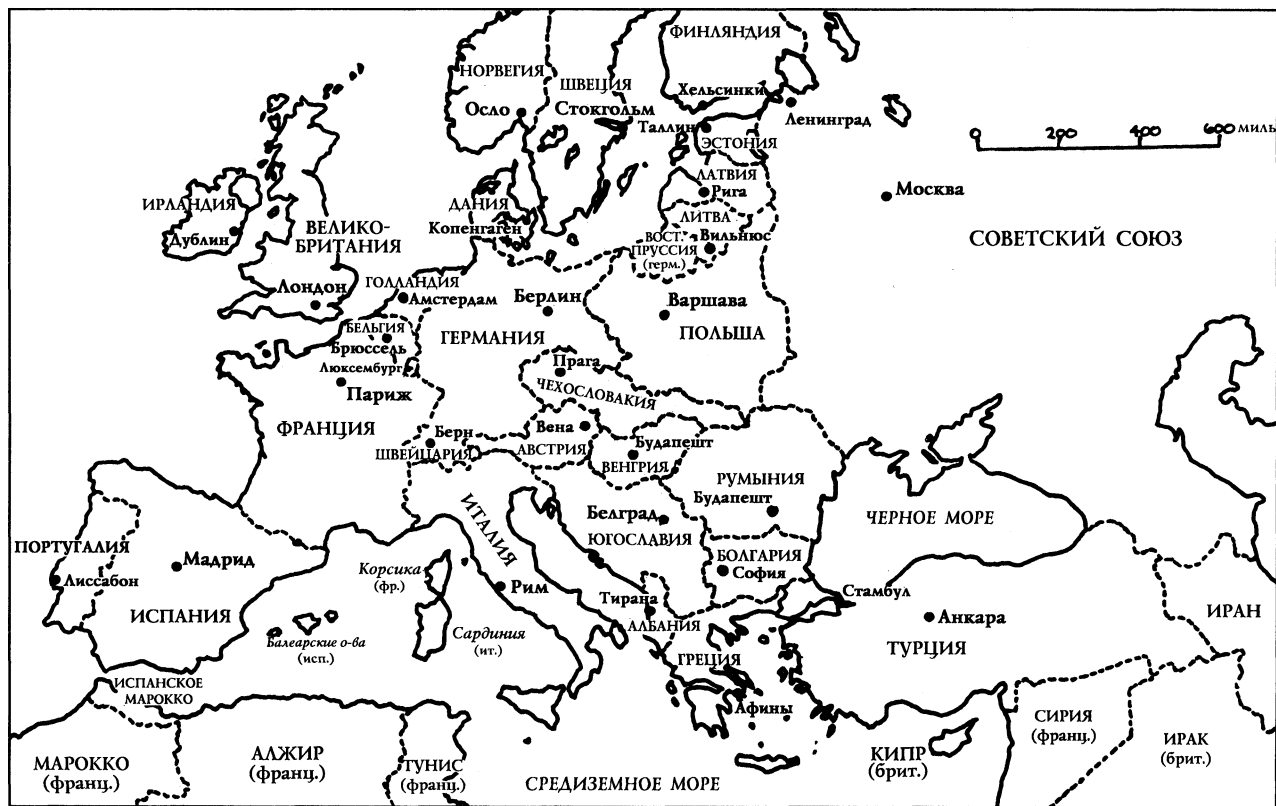 ФИНЛЯНДИЯ
НОРВЕГИЯ
ШВЕЦИЯ
Хельсинки
Осло
Стокгольм
Ленинград
Таллин
ЭСТОНИЯ
0 200 400 600 МИЛЬ
ЛАТВИЯ
Рига
Москва
ИРЛАНДИЯ
Дублин
ВЕЛИКО-
БРИТАНИЯ
Лондон
ДАНИЯ
Копенгаген
ЛИТВА
Вильнюс
ВОСТ.
ПРУССИЯ
(герм.)
СОВЕТСКИЙ СОЮЗ
ГОЛЛАНДИЯ
Амстердам
Берлин
Варшава
ПОЛЬША
БЕЛЬГИЯ
Брюссель
Люксембург
ГЕРМАНИЯ
Париж
Прага
ЧЕХОСЛОВАКИЯ
ФРАНЦИЯ
Берн
ШВЕЙЦАРИЯ
Вена
АВСТРИЯ
Будапешт
ВЕНГРИЯ
РУМЫНИЯ
Будапешт
ИТАЛИЯ
Белград
ЮГОСЛАВИЯ
ЧЕРНОЕ МОРЕ
ПОРТУГАЛИЯ
Лиссабон
Мадрид
ИСПАНИЯ
Корсика
(фр.)
Рим
БОЛГАРИЯ
София
Тирана
АЛБАНИЯ
Стамбул
Анкара
ТУРЦИЯ
ИРАН
Балеарские о-ва
(исп.)
Сардиния
(ит.)
ГРЕЦИЯ
Афины
ИСПАНСКОЕ
МАРОККО
МАРОККО
(франц.)
АЛЖИР
(франц.)
ТУНИС
(франц.)
СРЕДИЗЕМНОЕ МОРЕ
КИПР
(брит.)
СИРИЯ
(франц.)
ИРАК
(брит.)